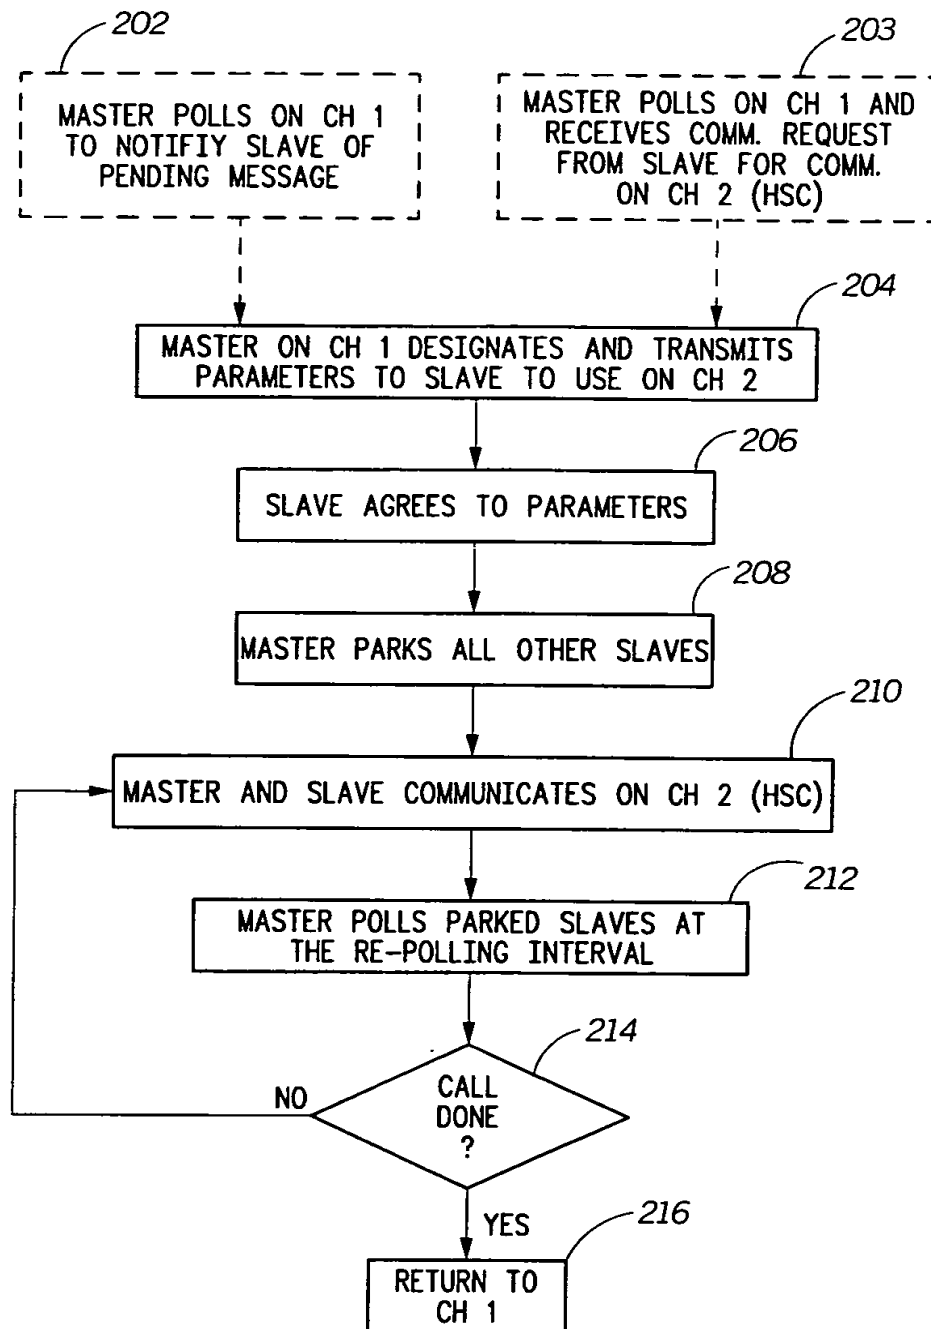 202
203
MASTER POLLS ON CH 1
TO NOTIFIY SLAVE OF
PENDING MESSAGE
MASTER POLLS ON CH 1 AND
RECEIVES COMM. REQUEST
FROM SLAVE FOR COMM.
ON CH 2 (HSC)
204
MASTER ON CH 1 DESIGNATES AND TRANSMITS
PARAMETERS TO SLAVE TO USE ON CH 2
206
SLAVE AGREES TO PARAMETERS
208
MASTER PARKS ALL OTHER SLAVES
210
MASTER AND SLAVE COMMUNICATES ON CH 2 (HSC)
212
MASTER POLLS PARKED SLAVES AT
THE RE-POLLING INTERVAL
214
CALL
DONE
?
NO
YES
216
RETURN TO
CH 1